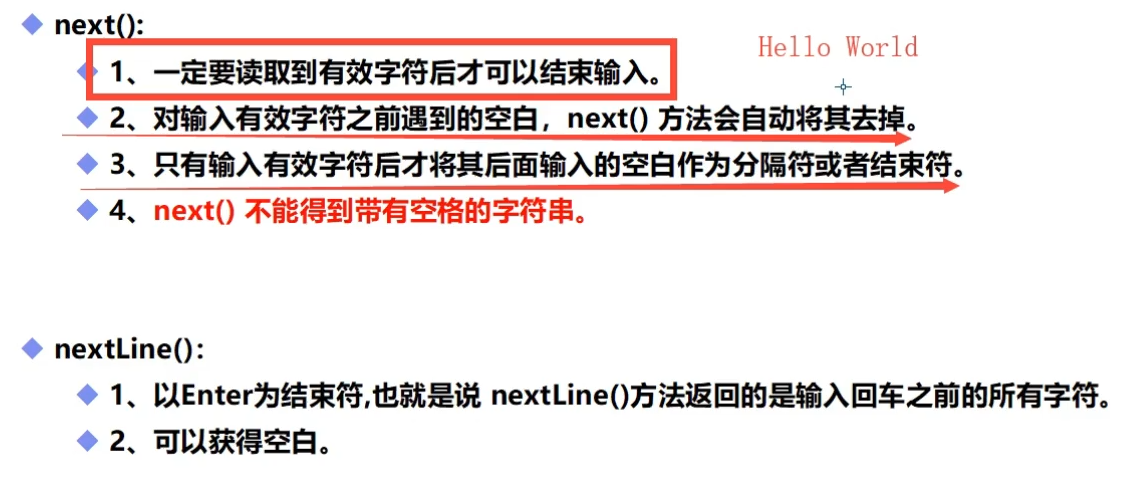 next():
1、一定要读取到有效字符后才可以结束输入。
Hello World
2、对输入有效字符之前遇到的空白，next() 方法会自动将其去掉。
3、只有输入有效字符后才将其后面输入的空白作为分隔符或者结束符。
4、next() 不能得到带有空格的字符串。
nextLine()：
1、以Enter为结束符,也就是说 nextLine()方法返回的是输入回车之前的所有字符。
2、可以获得空白。